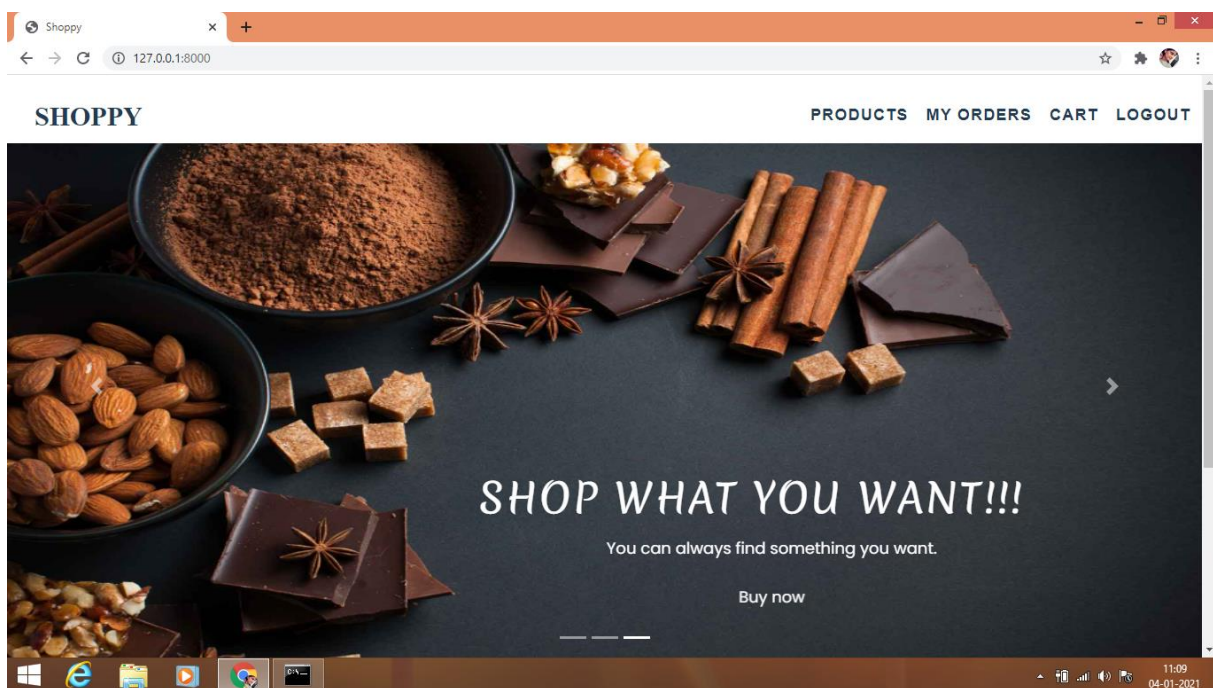 Shoppy
127.0.0.1:8000
SHOPPY
PRODUCTS MY ORDERS CART LOGOUT
SHOP WHAT YOU WANT!!!
You can always find something you want.
Buy now
11:09
04-01-2021